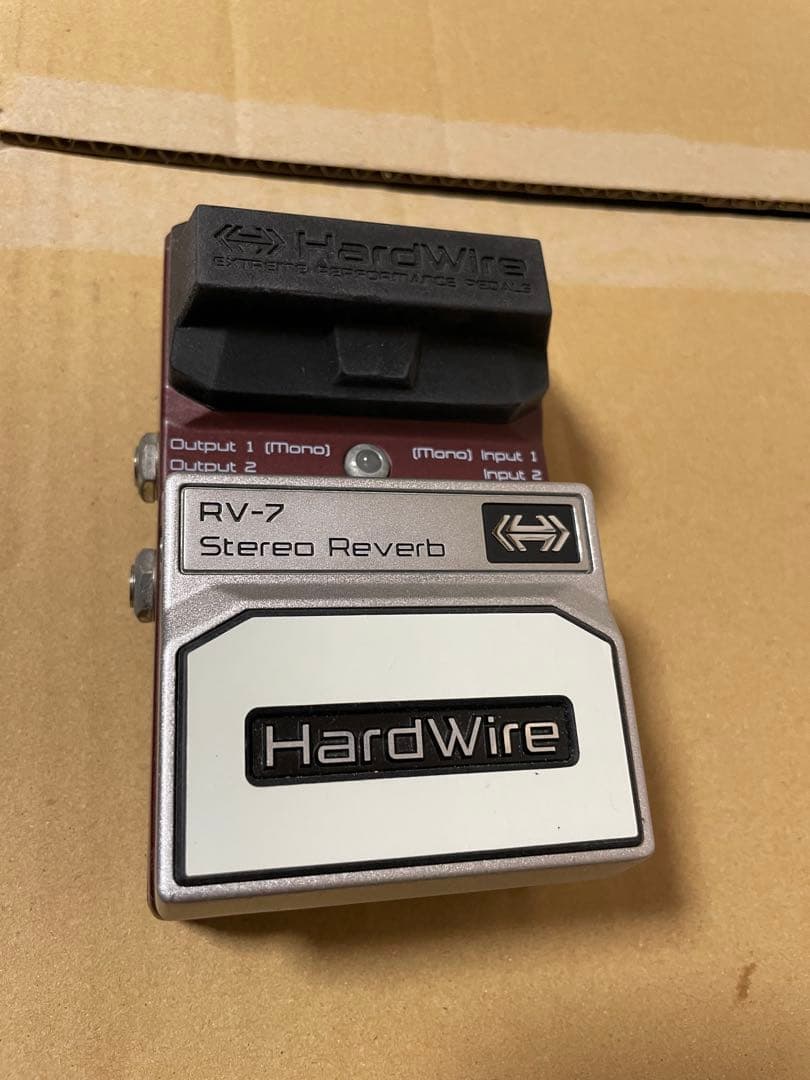 HardWire
EXTREME PERFORMANCE PEDALS
Output 1 (Mono)
(Mono) Input 1
Output 2
Input 2
RV-7
Stereo Reverb
HardWire